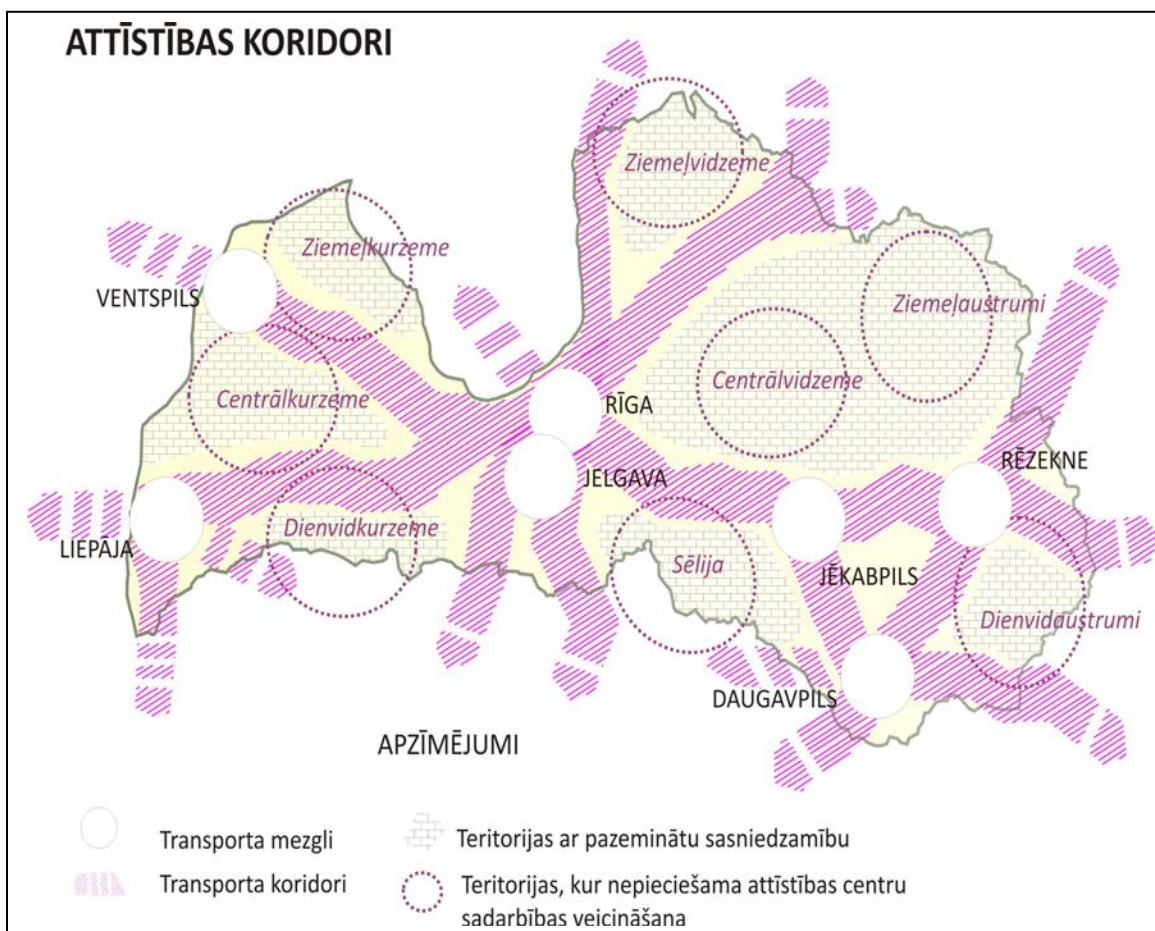 ATTĪSTĪBAS KORIDORI
Ziemeļvidzeme
Ziemeļkurzeme
VENTSPILS
Ziemeļaustrumi
Centrālvidzeme
Centrālkurzeme
RĪGA
RĒZEKNE
JELGAVA
Dienvidkurzeme
LIEPĀJA
Sēlija
JĒKABPILS
Dienvidaustrumi
DAUGAVPILS
APZĪMĒJUMI
Transporta mezgli
Teritorijas ar pazeminātu sasniedzamību
Transporta koridori
Teritorijas, kur nepieciešama attīstības centru
sadarbības veicināšana